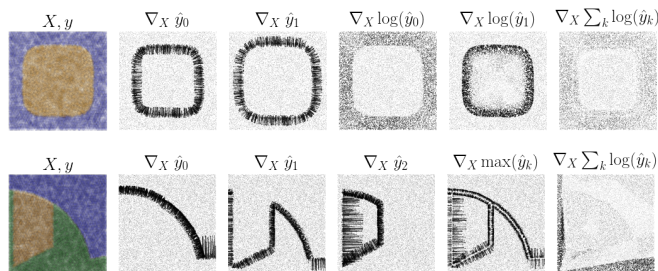 X, y ∇_X ŷ_0 ∇_X ŷ_1 ∇_X log(ŷ_0) ∇_X log(ŷ_1) ∇_X ∑_k log(ŷ_k)
X, y ∇_X ŷ_0 ∇_X ŷ_1 ∇_X ŷ_2 ∇_X max(ŷ_k) ∇_X ∑_k log(ŷ_k)